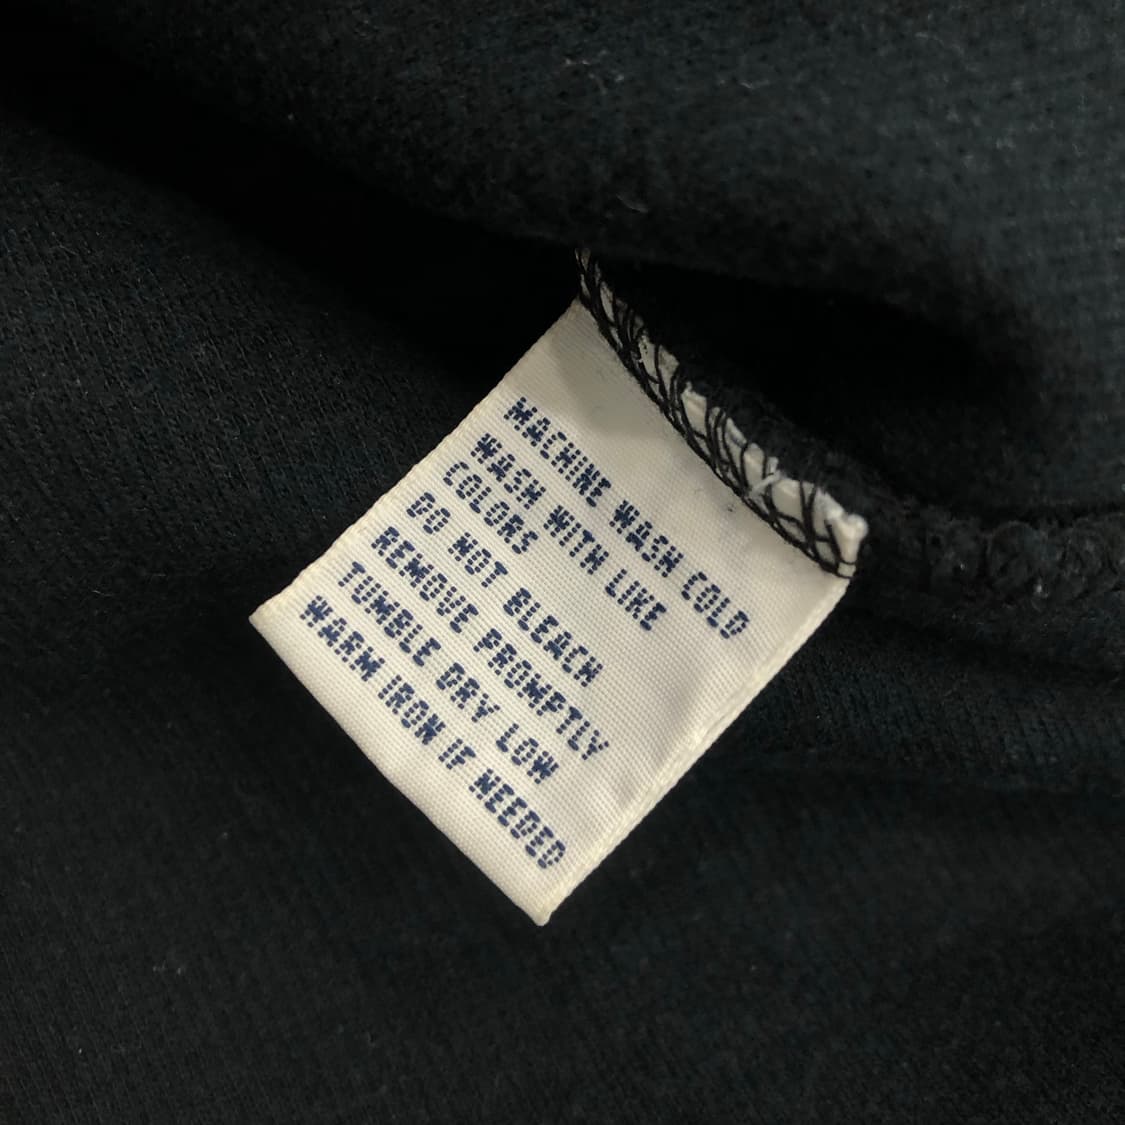 MACHINE WASH COLD
WASH WITH LIKE
COLORS
DO NOT BLEACH
REMOVE PROMPTLY
TUMBLE DRY LOW
WARM IRON IF NEEDED